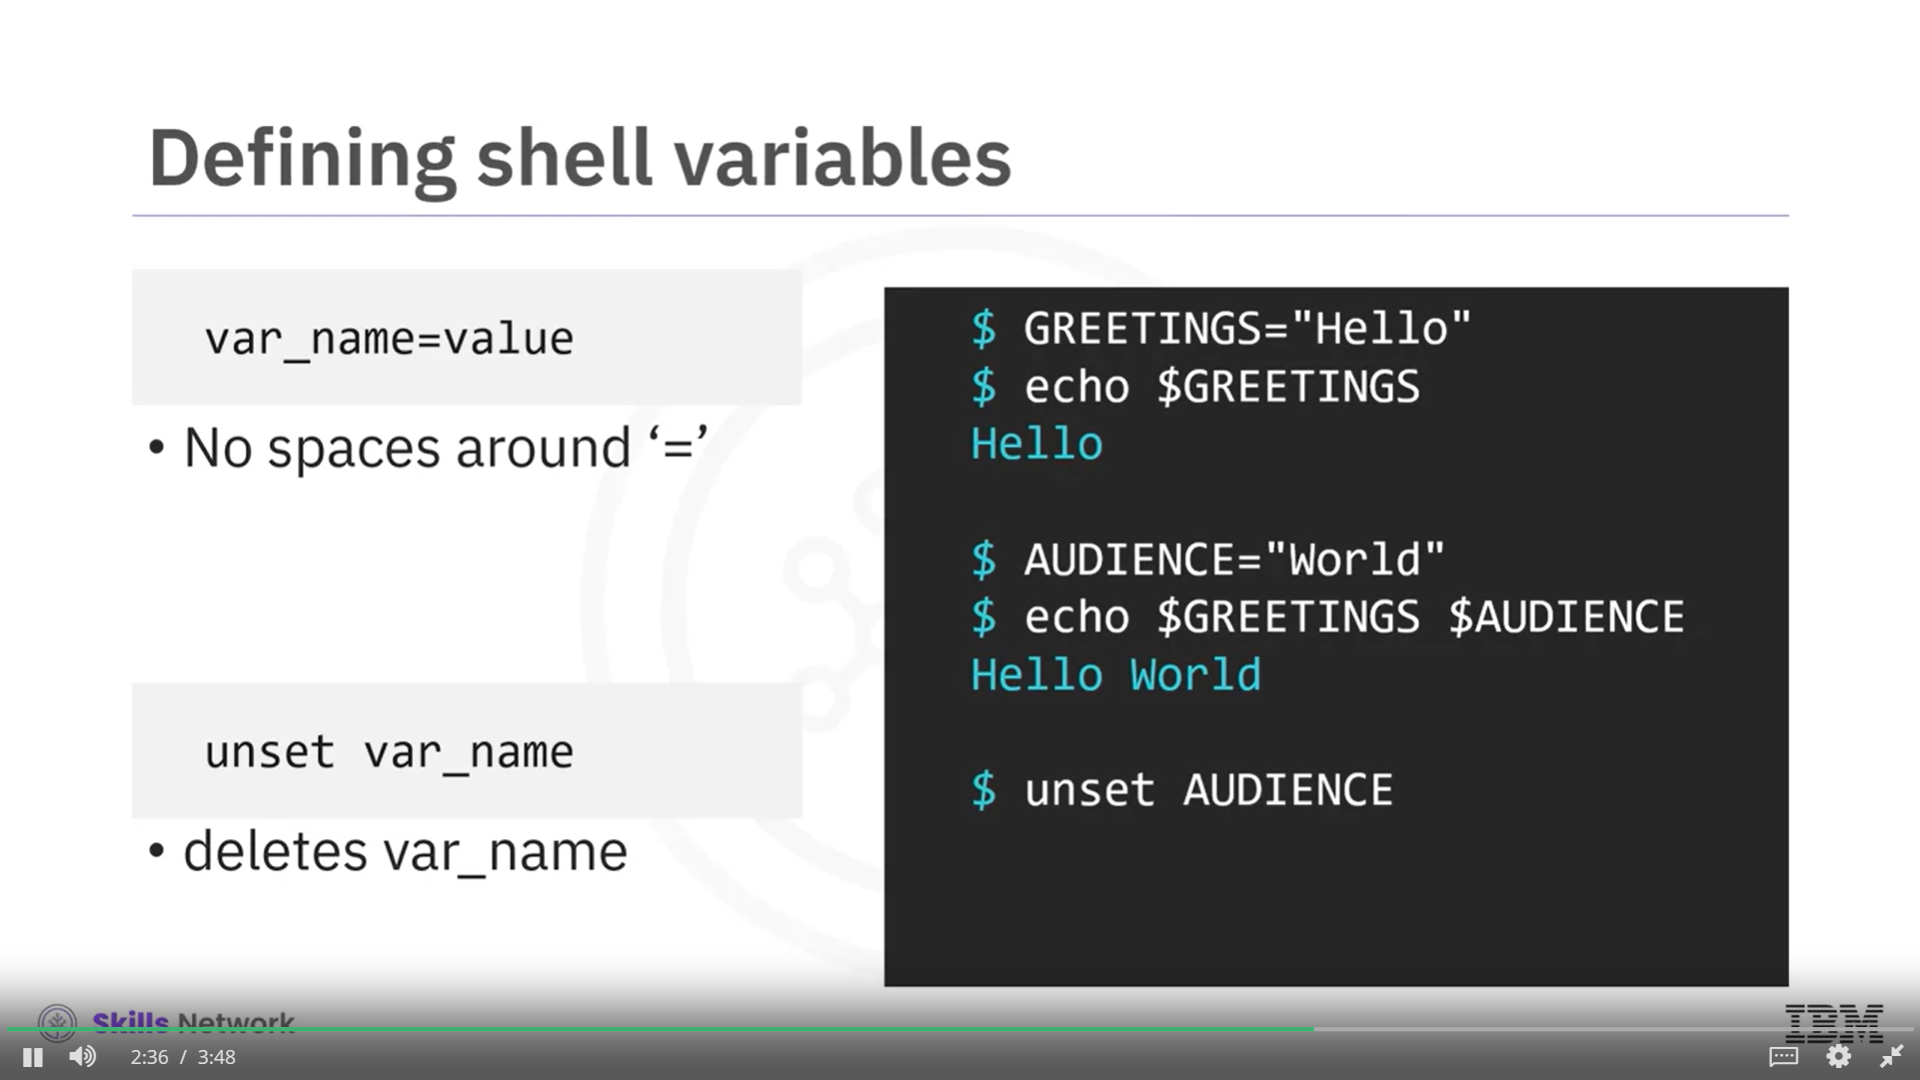 Defining shell variables
var_name=value
• No spaces around ‘=’
unset var_name
• deletes var_name
$ GREETINGS="Hello"
$ echo $GREETINGS
Hello
$ AUDIENCE="World"
$ echo $GREETINGS $AUDIENCE
Hello World
$ unset AUDIENCE
Skills Network
IBM
2:36 / 3:48